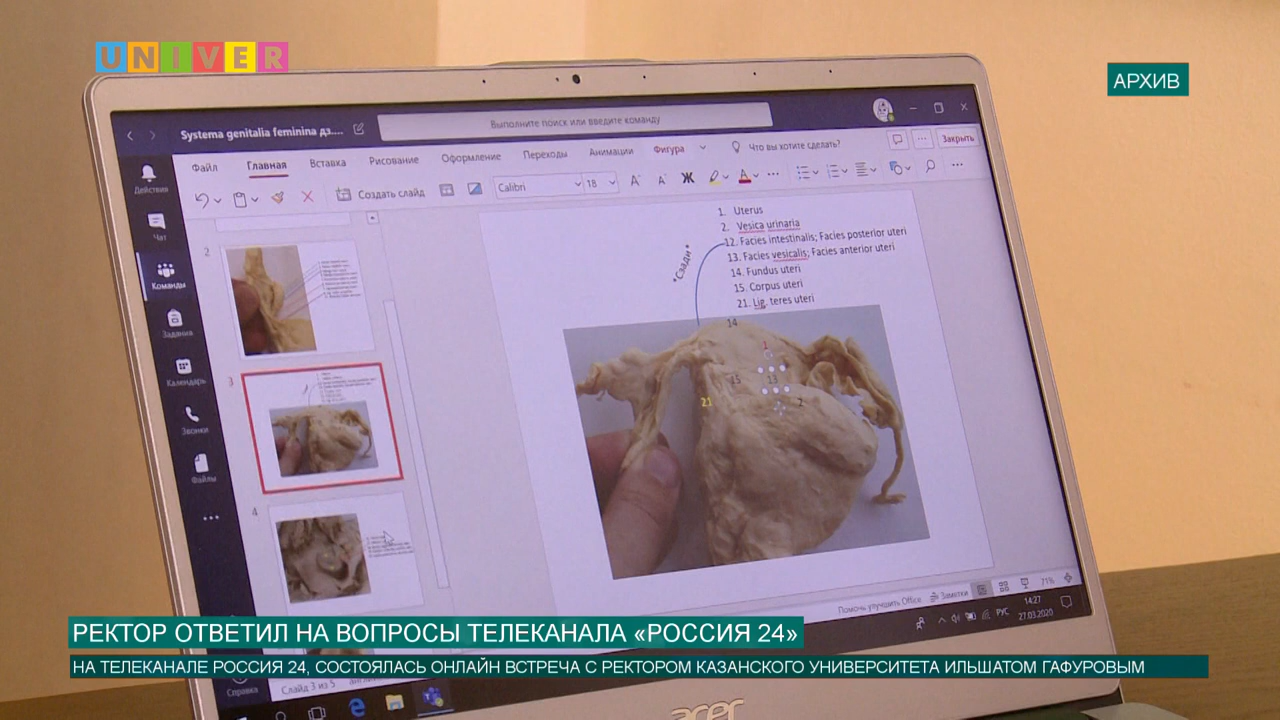 UNIVER
АРХИВ
Systema genitalia feminina дз....
Выполните поиск или введите команду
Файл Главная Вставка Рисование Оформление Переходы Анимации Фигура Что вы хотите сделать? Закрыть
Создать слайд Calibri 18 Ж А
Действия
Чат
Команды
Задания
Календарь
Звонки
Файлы
Справка
2
3
4
1. Uterus
2. Vesica urinaria
12. Facies intestinalis; Facies posterior uteri
13. Facies vesicalis; Facies anterior uteri
14. Fundus uteri
15. Corpus uteri
21. Lig. teres uteri
"Сзади"
14
1
15
13
21
2
Помочь улучшить Office Заметки 71%
Слайд 3 из 5
РУС 14:27
27.03.2020
acer
РЕКТОР ОТВЕТИЛ НА ВОПРОСЫ ТЕЛЕКАНАЛА «РОССИЯ 24»
НА ТЕЛЕКАНАЛЕ РОССИЯ 24, СОСТОЯЛАСЬ ОНЛАЙН ВСТРЕЧА С РЕКТОРОМ КАЗАНСКОГО УНИВЕРСИТЕТА ИЛЬШАТОМ ГАФУРОВЫМ